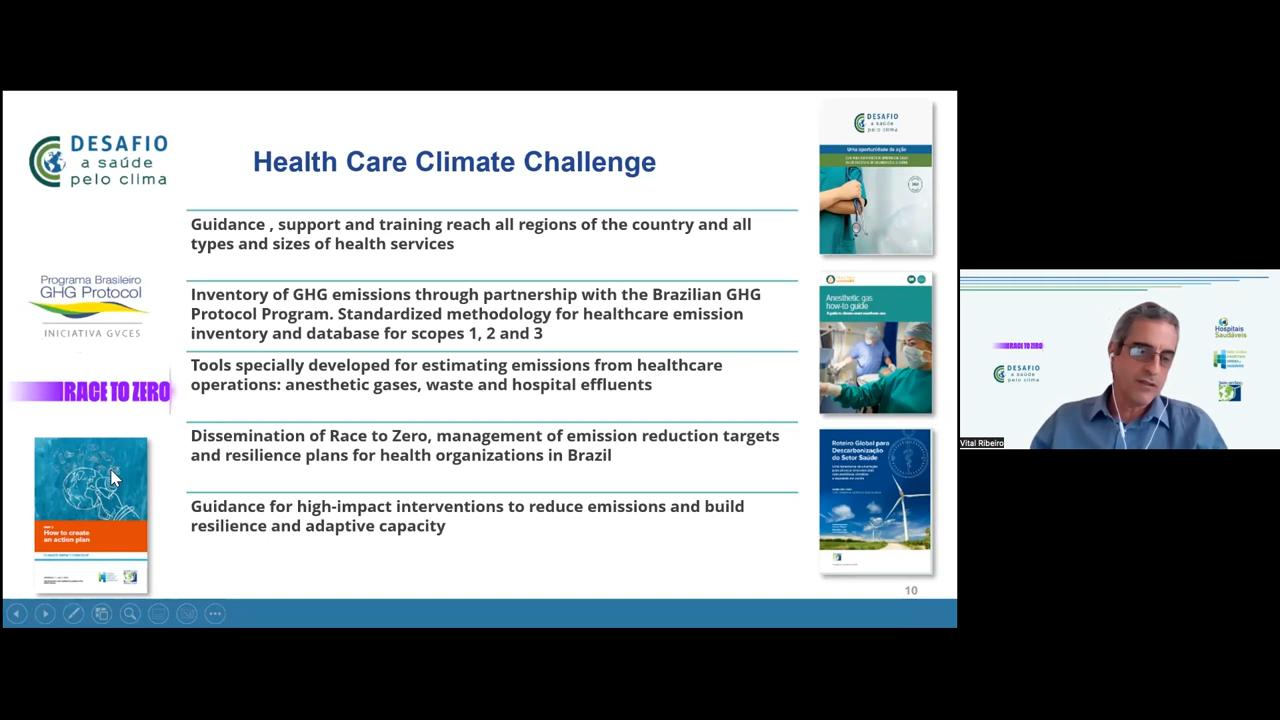 DESAFIO
a saúde
pelo clima
Health Care Climate Challenge
Guidance , support and training reach all regions of the country and all
types and sizes of health services
Programa Brasileiro
GHG Protocol
INICIATIVA GVCES
Inventory of GHG emissions through partnership with the Brazilian GHG
Protocol Program. Standardized methodology for healthcare emission
inventory and database for scopes 1, 2 and 3
RACE TO ZERO
Tools specially developed for estimating emissions from healthcare
operations: anesthetic gases, waste and hospital effluents
Dissemination of Race to Zero, management of emission reduction targets
and resilience plans for health organizations in Brazil
Guidance for high-impact interventions to reduce emissions and build
resilience and adaptive capacity
How to create
an action plan
DESAFIO
a saúde
pelo clima
Uma oportunidade de ação
Anesthetic gas
how-to guide
Roteiro Global para
Descarbonização
do Setor Saúde
10
RACE TO ZERO
DESAFIO
a saúde
pelo clima
Hospitais
Saudáveis
Vital Ribeiro